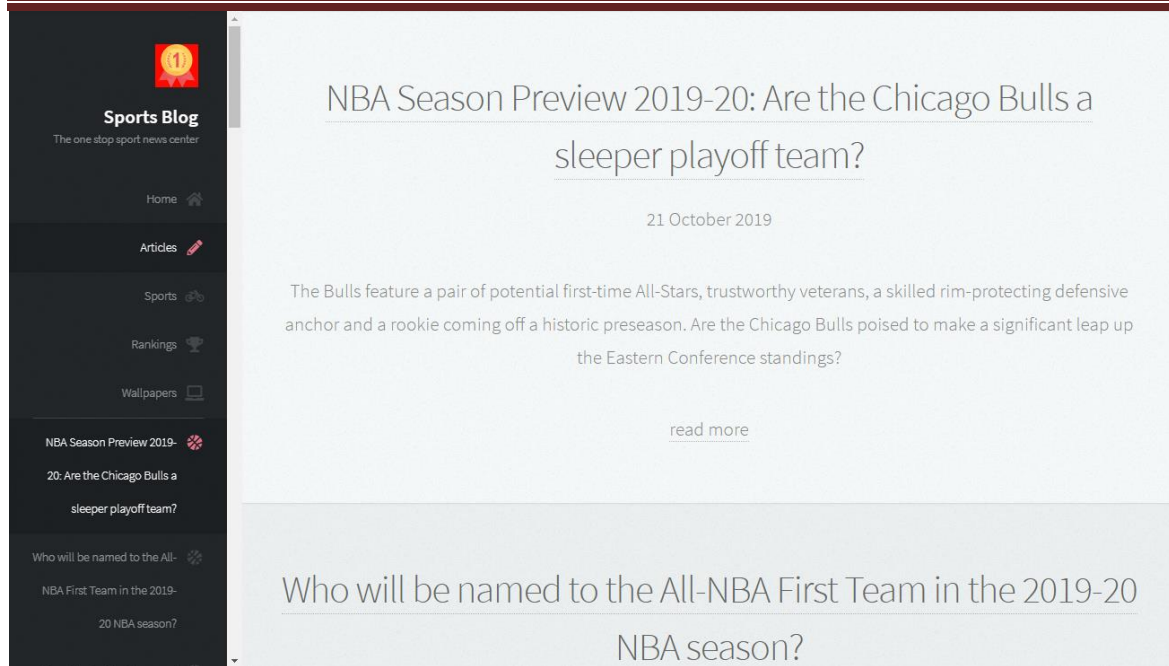 (1)
Sports Blog
The one stop sport news center
Home
Articles
Sports
Rankings
Wallpapers
NBA Season Preview 2019-
20: Are the Chicago Bulls a
sleeper playoff team?
Who will be named to the All-
NBA First Team in the 2019-
20 NBA season?
NBA Season Preview 2019-20: Are the Chicago Bulls a
sleeper playoff team?
21 October 2019
The Bulls feature a pair of potential first-time All-Stars, trustworthy veterans, a skilled rim-protecting defensive
anchor and a rookie coming off a historic preseason. Are the Chicago Bulls poised to make a significant leap up
the Eastern Conference standings?
read more
Who will be named to the All-NBA First Team in the 2019-20
NBA season?